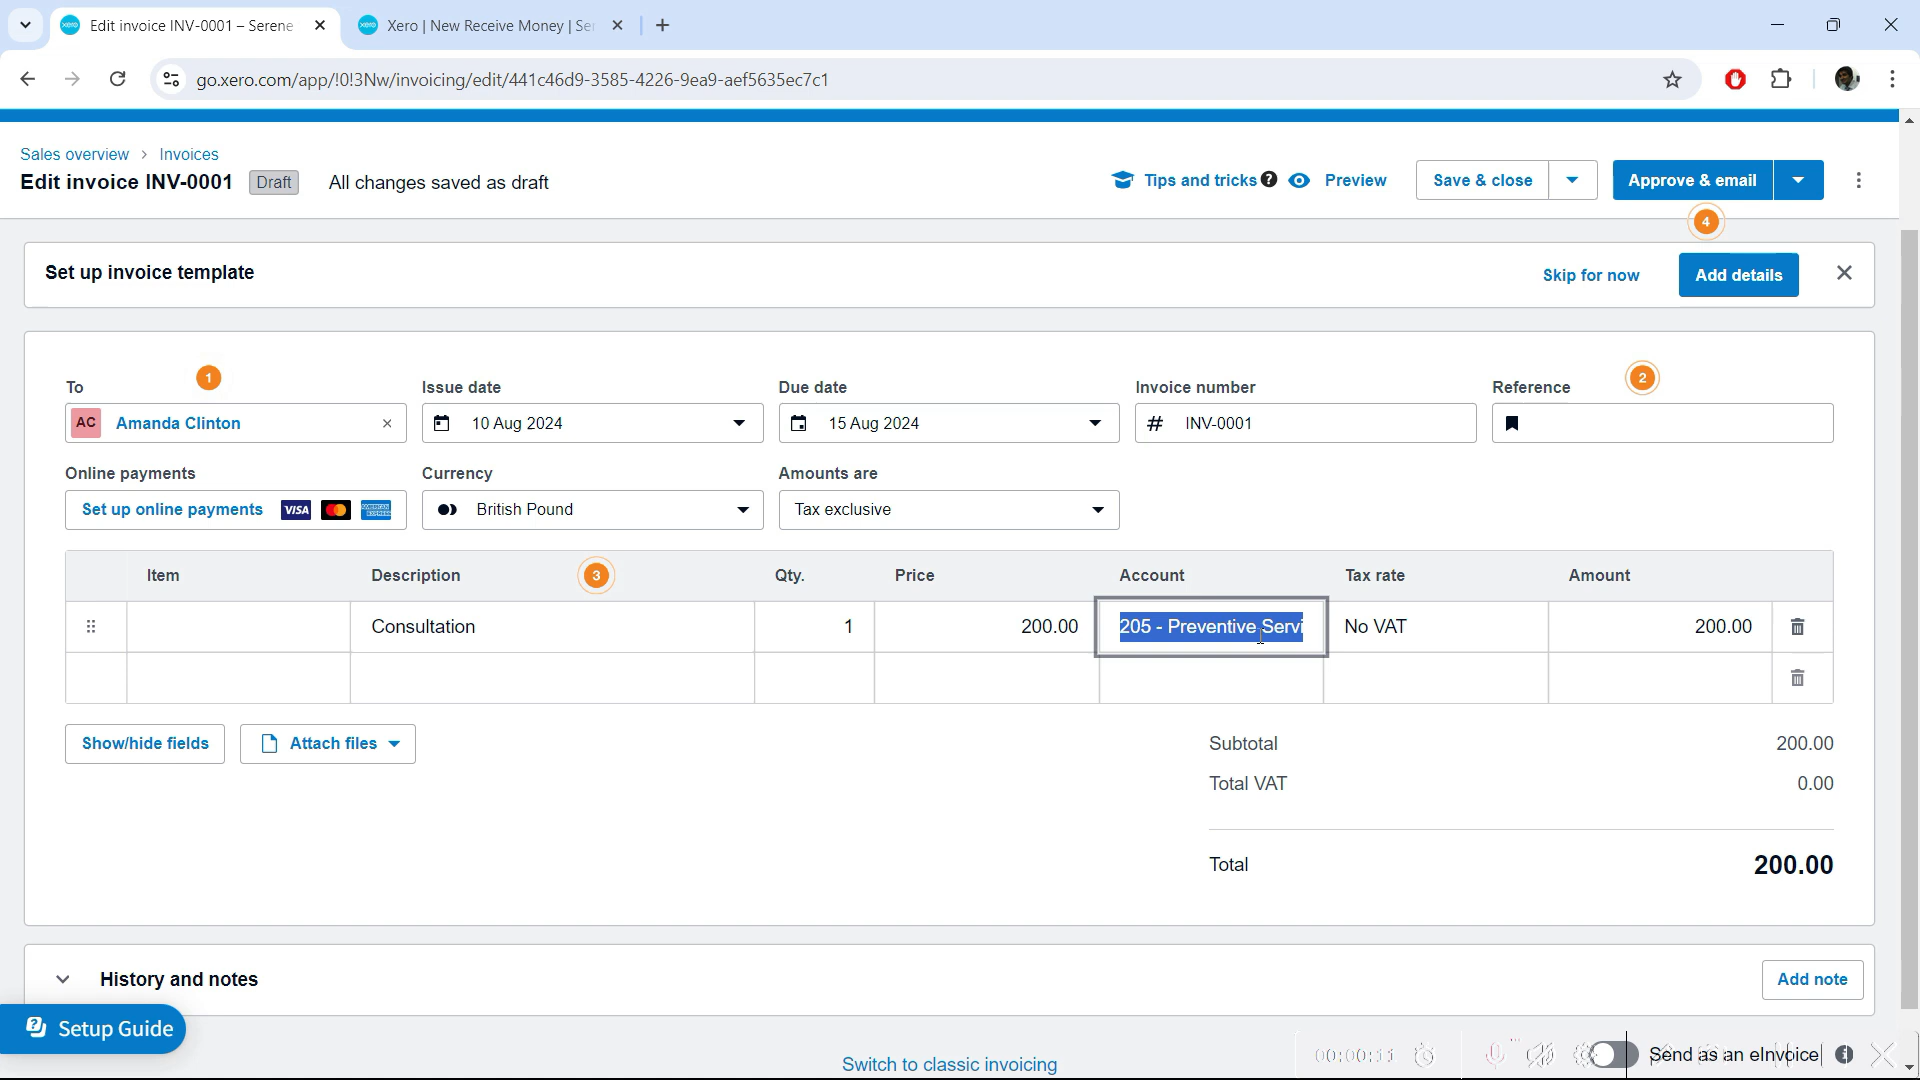 Edit invoice INV-0001 – Serene
Xero | New Receive Money | Se
go.xero.com/app/!0!3Nw/invoicing/edit/441c46d9-3585-4226-9ea9-aef5635ec7c1
Sales overview > Invoices
Edit invoice INV-0001 Draft All changes saved as draft
Tips and tricks ? Preview Save & close Approve & email
4
Set up invoice template
Skip for now Add details
1 2
To Issue date Due date Invoice number Reference
AC Amanda Clinton × 10 Aug 2024 15 Aug 2024 # INV-0001
Online payments Currency Amounts are
Set up online payments VISA British Pound Tax exclusive
Item Description 3 Qty. Price Account Tax rate Amount
Consultation 1 200.00 205 - Preventive Servi No VAT 200.00
Show/hide fields Attach files
Subtotal 200.00
Total VAT 0.00
Total 200.00
History and notes Add note
Setup Guide
Switch to classic invoicing
00:00:11 Send as an eInvoice